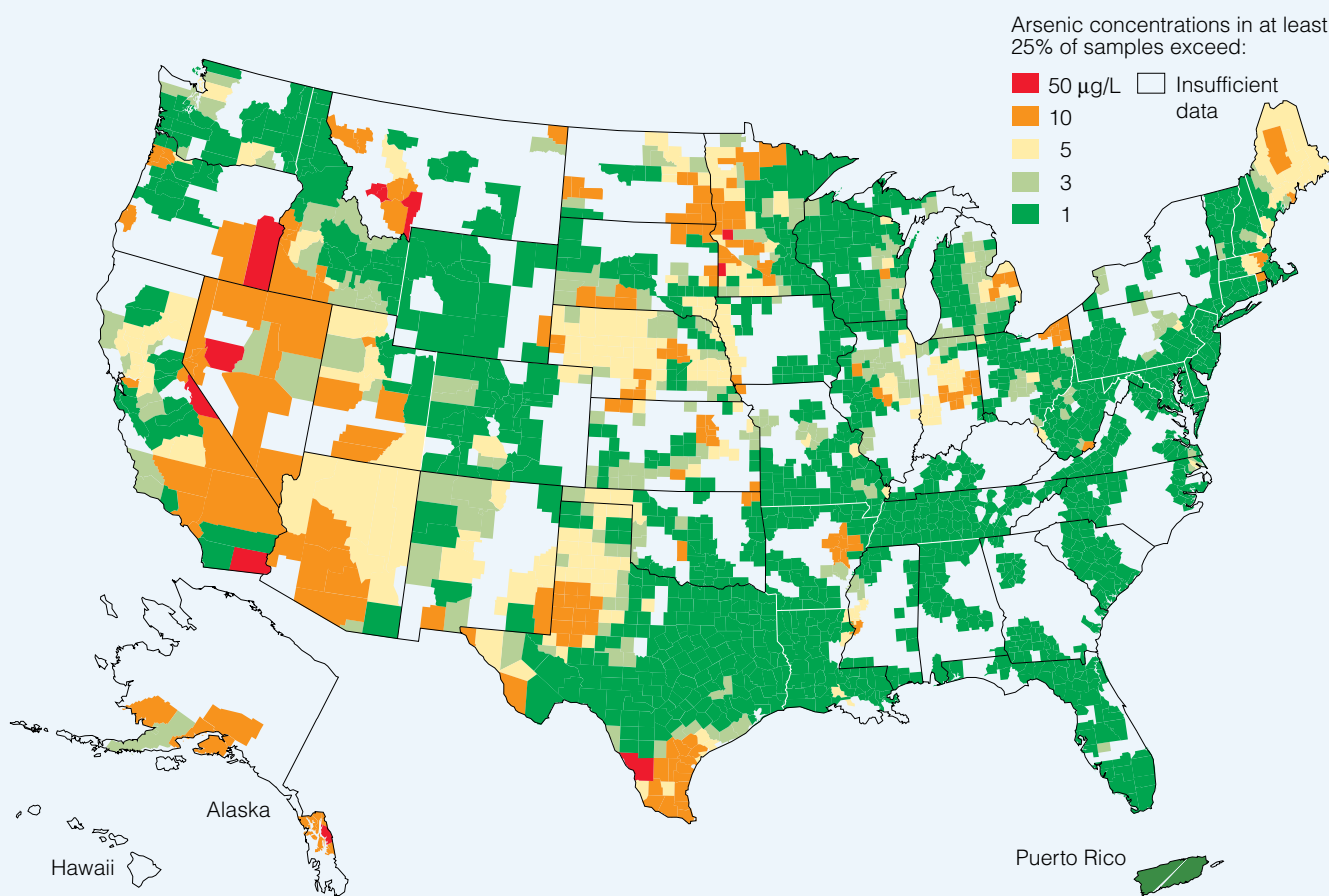 Arsenic concentrations in at least
25% of samples exceed:
50 μg/L
Insufficient
data
10
5
3
1
Alaska
Hawaii
Puerto Rico